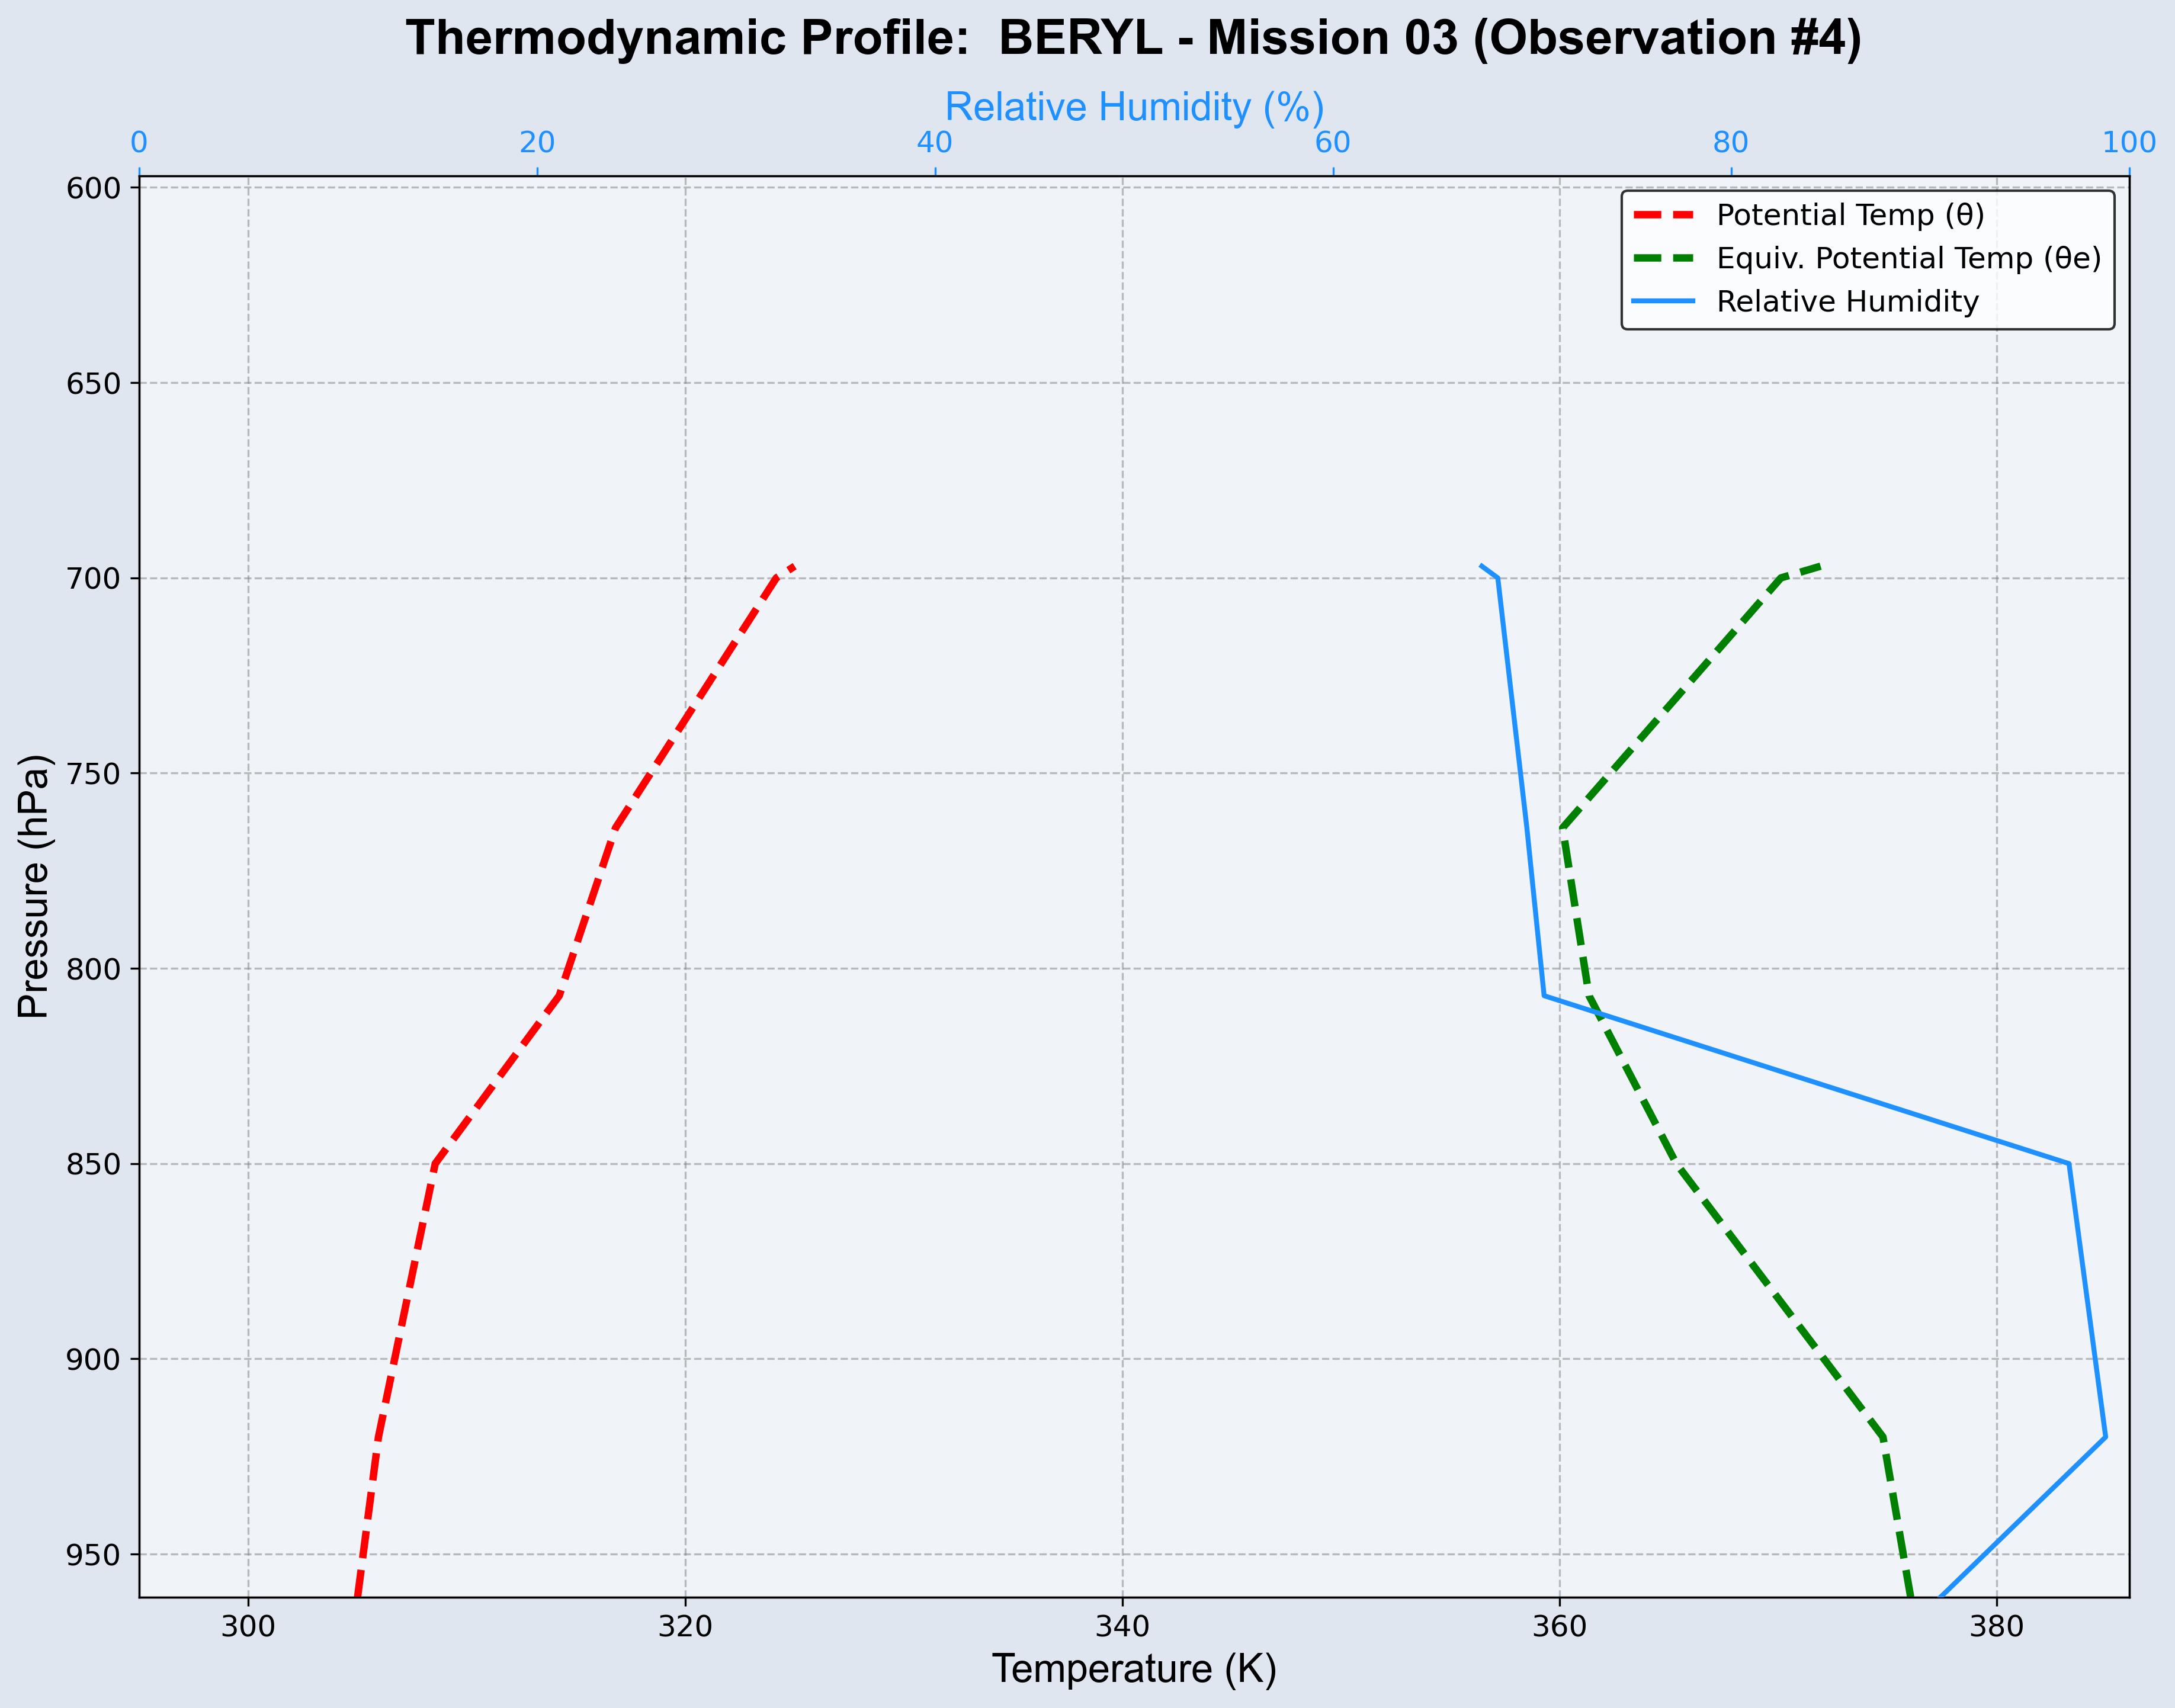 Thermodynamic Profile:  BERYL - Mission 03 (Observation #4)
Relative Humidity (%)
0 20 40 60 80 100
Potential Temp (θ)
Equiv. Potential Temp (θe)
Relative Humidity
600
650
700
750
800
850
900
950
Pressure (hPa)
300 320 340 360 380
Temperature (K)